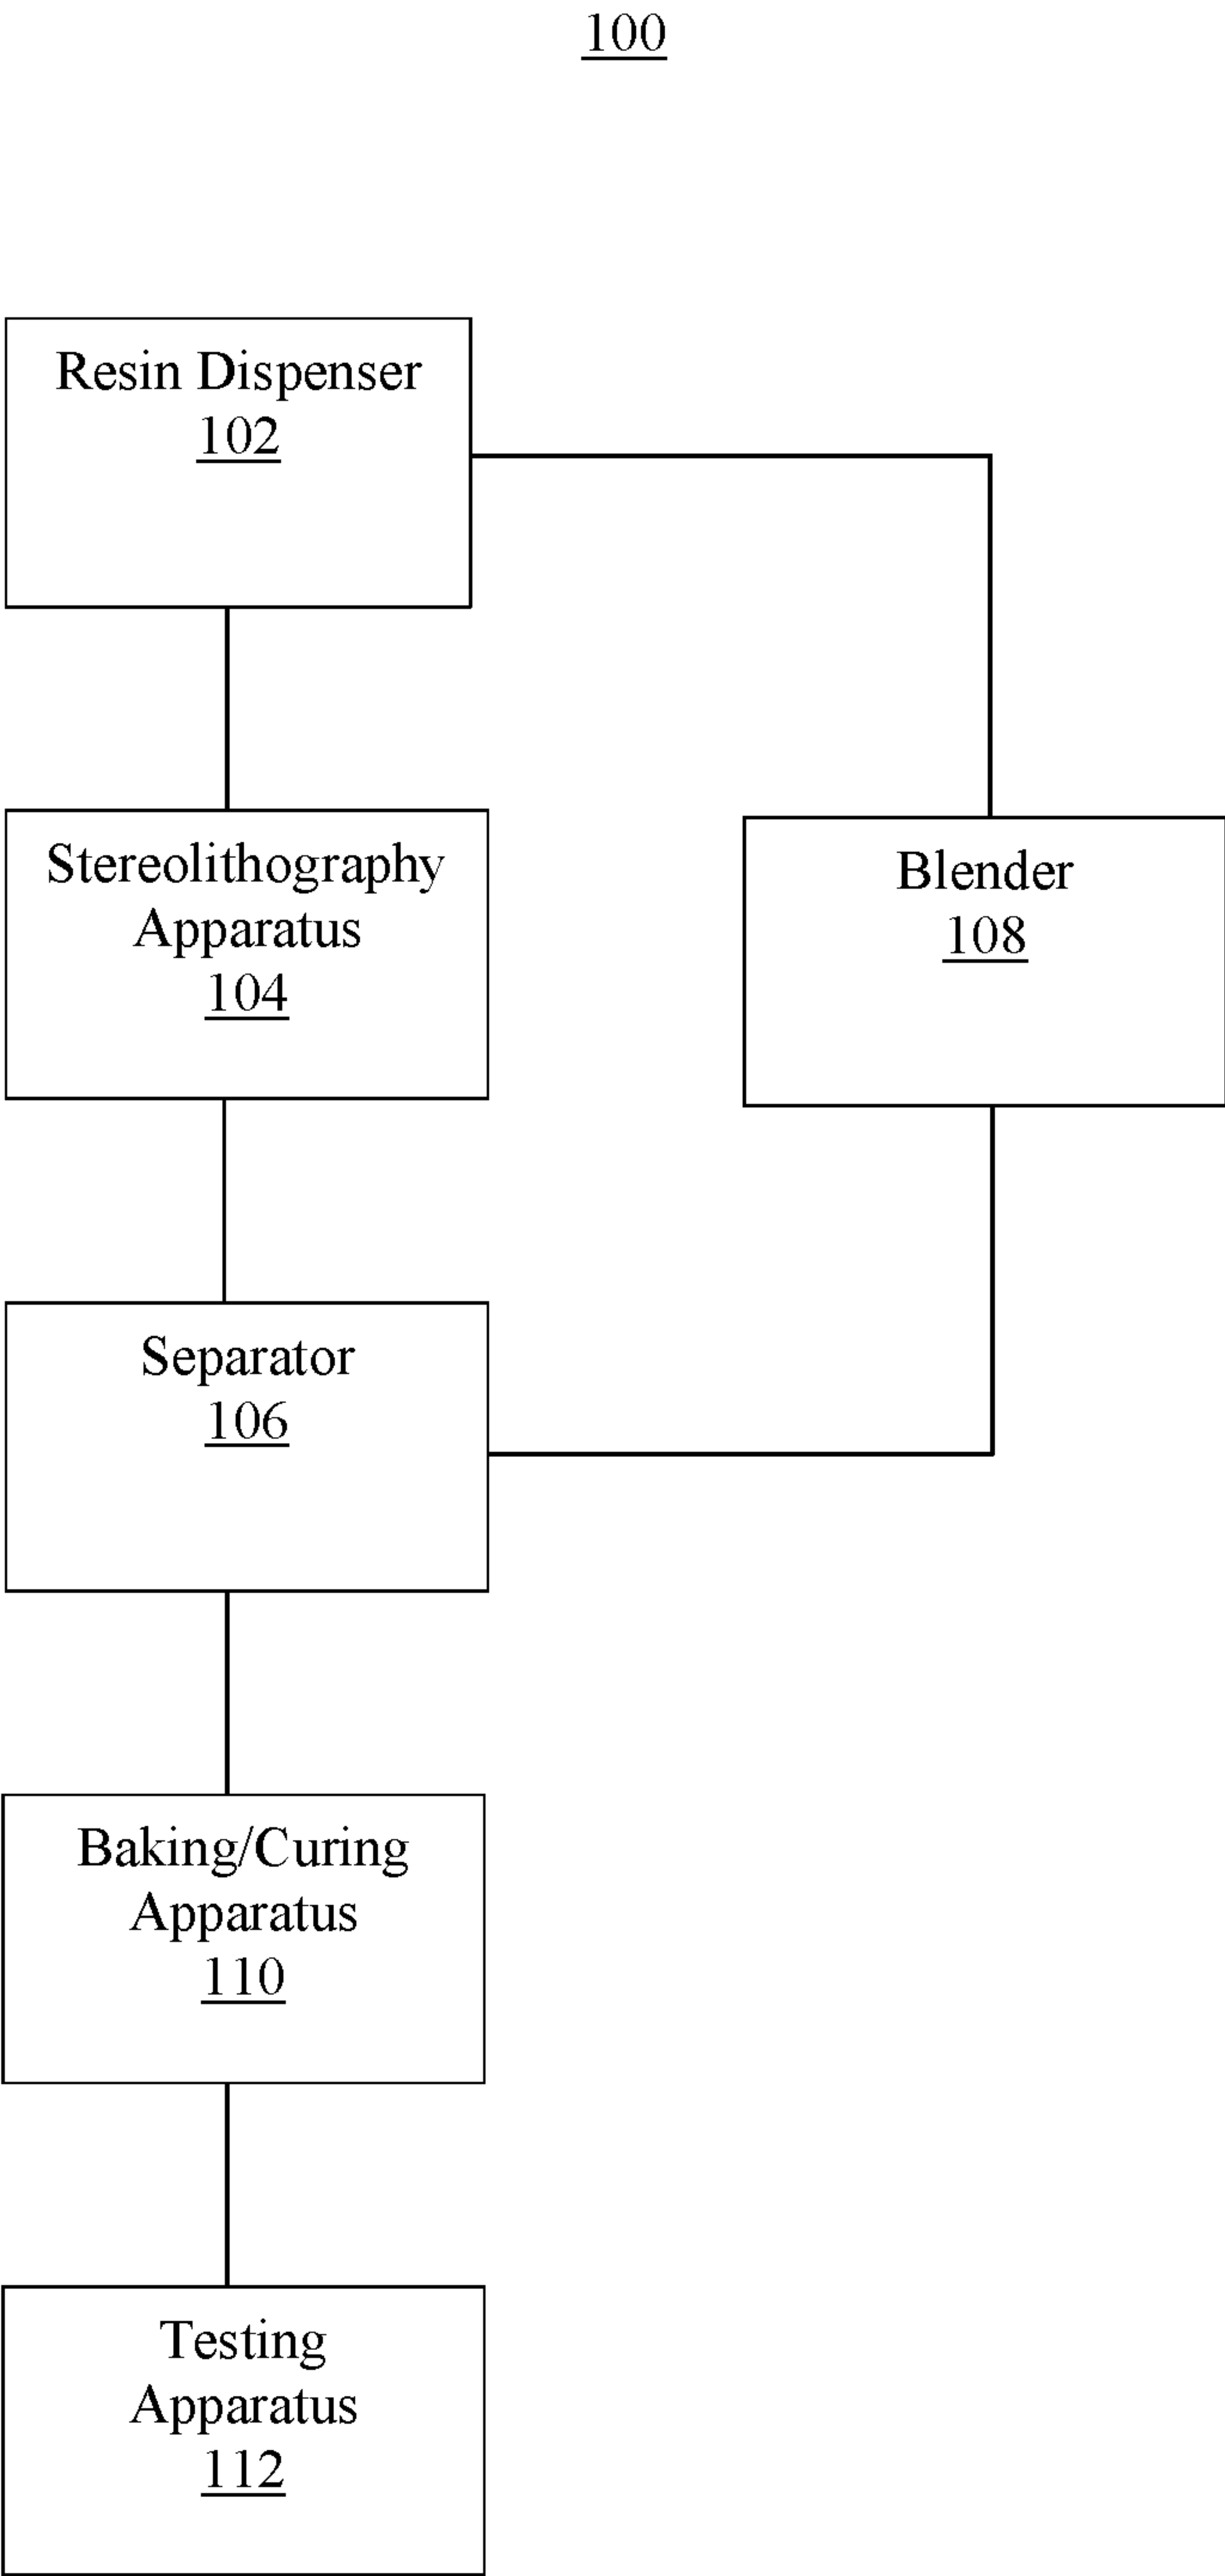 100
Resin Dispenser
102
Stereolithography
Apparatus
104
Blender
108
Separator
106
Baking/Curing
Apparatus
110
Testing
Apparatus
112